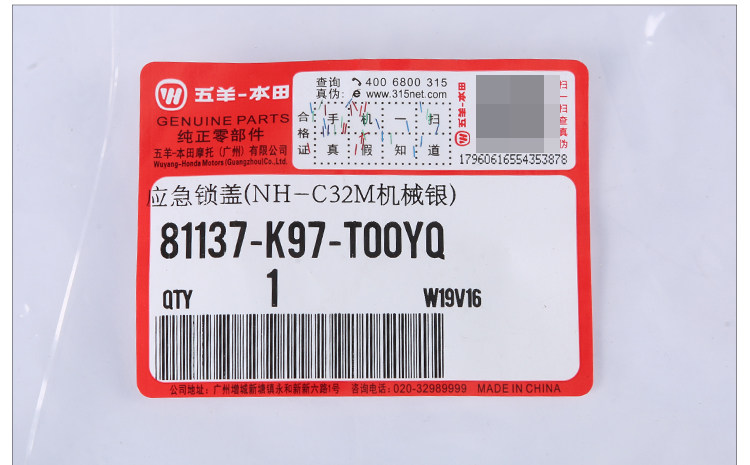 五羊-本田
GENUINE PARTS
纯正零部件
五羊-本田摩托（广州）有限公司
Wuyang-Honda Motors (Guangzhou) Co., Ltd.
查询 400 6800 315
真伪: www.315net.com
合格证
手 机 一 扫
真 假 知 道
五羊-本田
扫一扫查真伪
17960616554353878
应急锁盖(NH-C32M机械银)
81137-K97-T00YQ
QTY 1 W19V16
公司地址: 广州增城新塘镇永和新新六路1号 咨询电话: 020-32989999 MADE IN CHINA